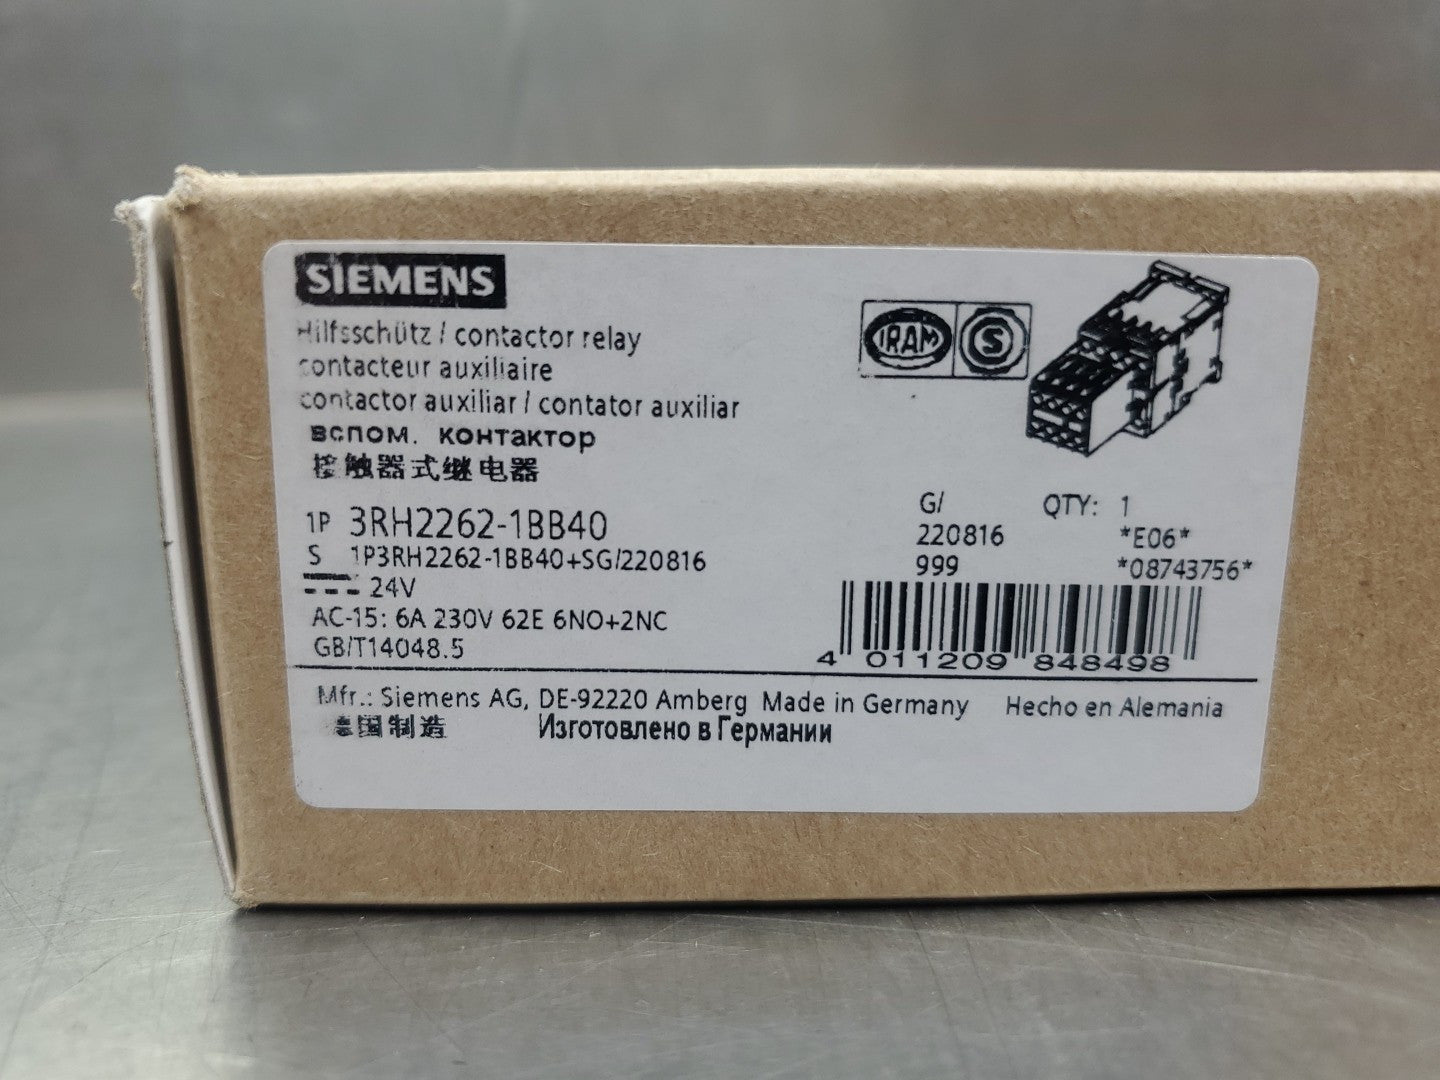 SIEMENS
Hilfsschütz / contactor relay
contacteur auxiliaire
contactor auxiliar / contator auxiliar
вспом. контактор
接触器式继电器
IRAM
S
1P 3RH2262-1BB40
S 1P3RH2262-1BB40+SG/220816
24V
AC-15: 6A 230V 62E 6NO+2NC
GB/T14048.5
G/ QTY: 1
220816 *E06*
999 *08743756*
4 011209 848498
Mfr.: Siemens AG, DE-92220 Amberg Made in Germany Hecho en Alemania
德国制造 Изготовлено в Германии